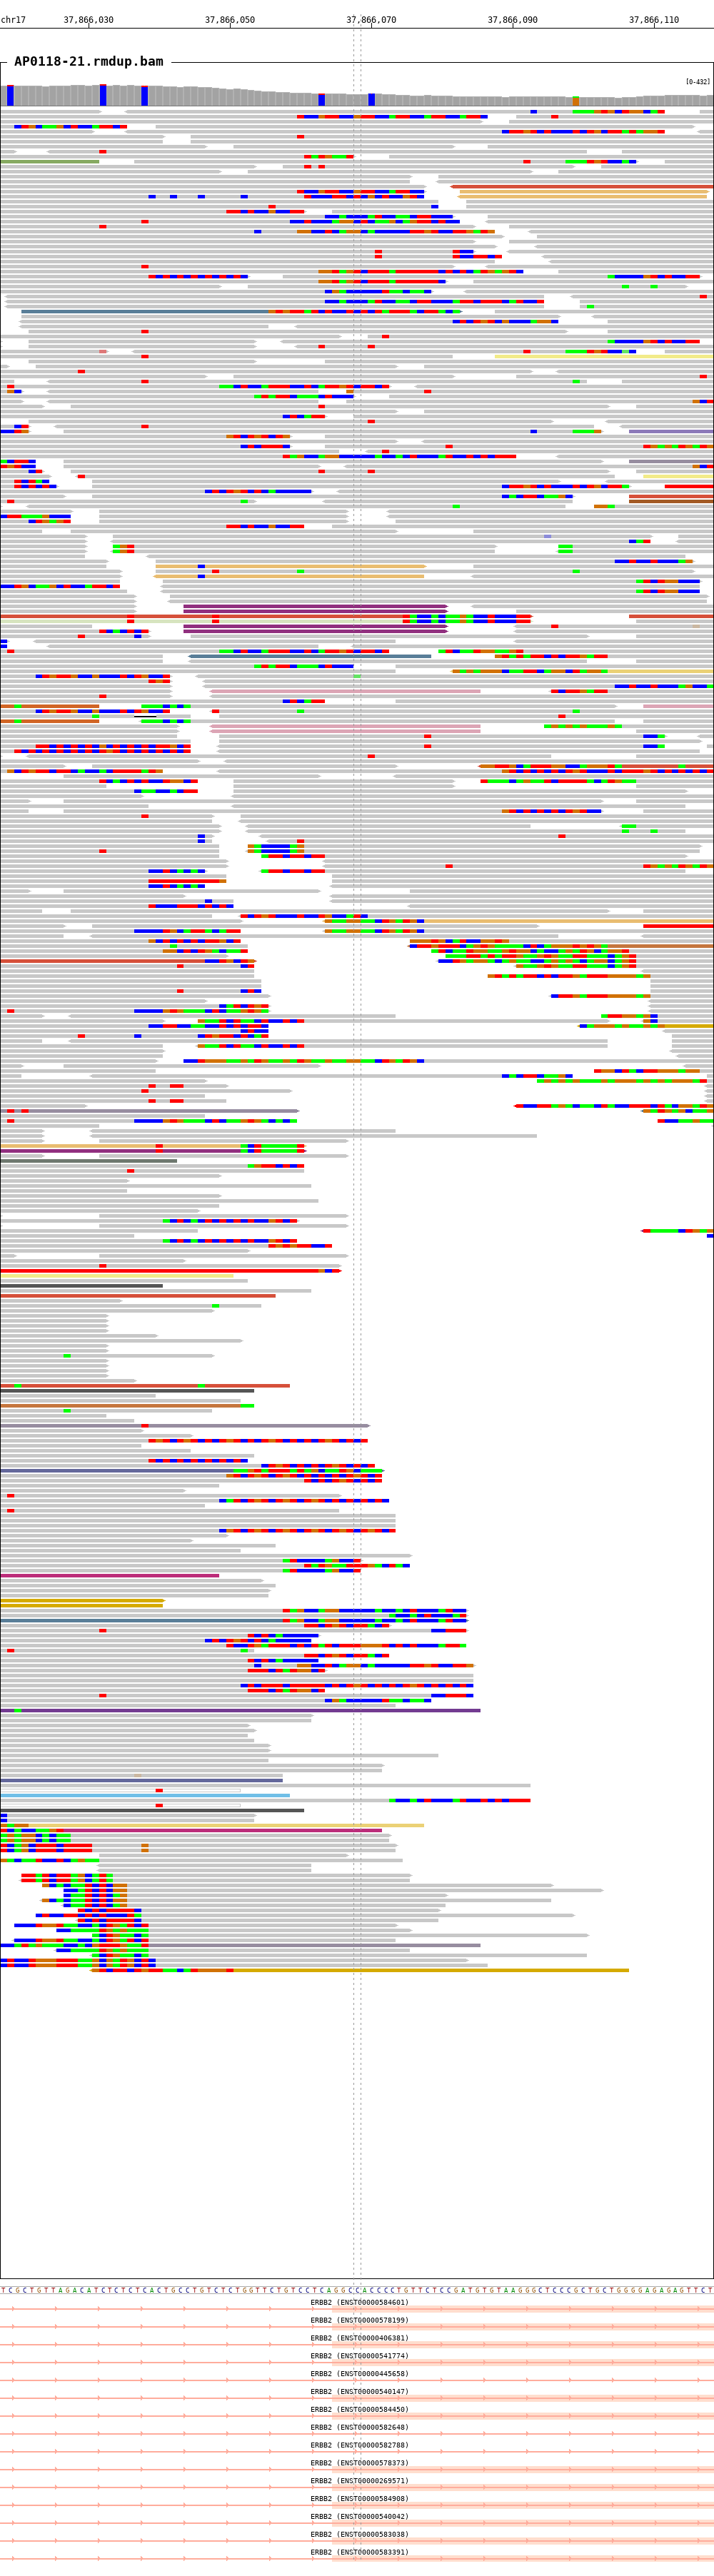 chr17 37,866,030 37,866,050 37,866,070 37,866,090 37,866,110
AP0118-21.rmdup.bam
[0-432]
TCGCTGTTAGACATCTCTCTCACTGCCTGTCTCTGGTTCTGTCCTCAGGCCACCCCTGTTCTCCGATGTGTAAGGGCTCCCGCTGCTGGGGAGAGAGTTCT
ERBB2 (ENST00000584601)
ERBB2 (ENST00000578199)
ERBB2 (ENST00000406381)
ERBB2 (ENST00000541774)
ERBB2 (ENST00000445658)
ERBB2 (ENST00000540147)
ERBB2 (ENST00000584450)
ERBB2 (ENST00000582648)
ERBB2 (ENST00000582788)
ERBB2 (ENST00000578373)
ERBB2 (ENST00000269571)
ERBB2 (ENST00000584908)
ERBB2 (ENST00000540042)
ERBB2 (ENST00000583038)
ERBB2 (ENST00000583391)